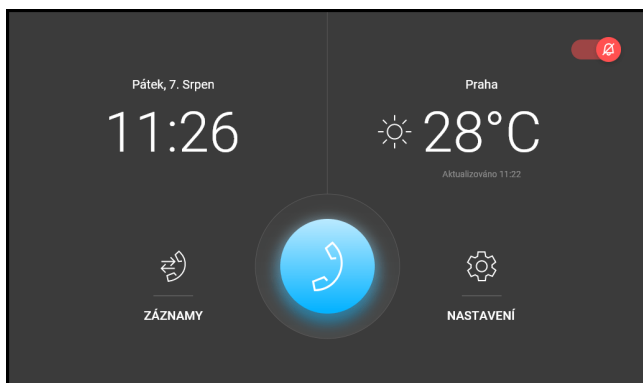 Pátek, 7. Srpen
11:26
Praha
28°C
Aktualizováno 11:22
ZÁZNAMY
NASTAVENÍ